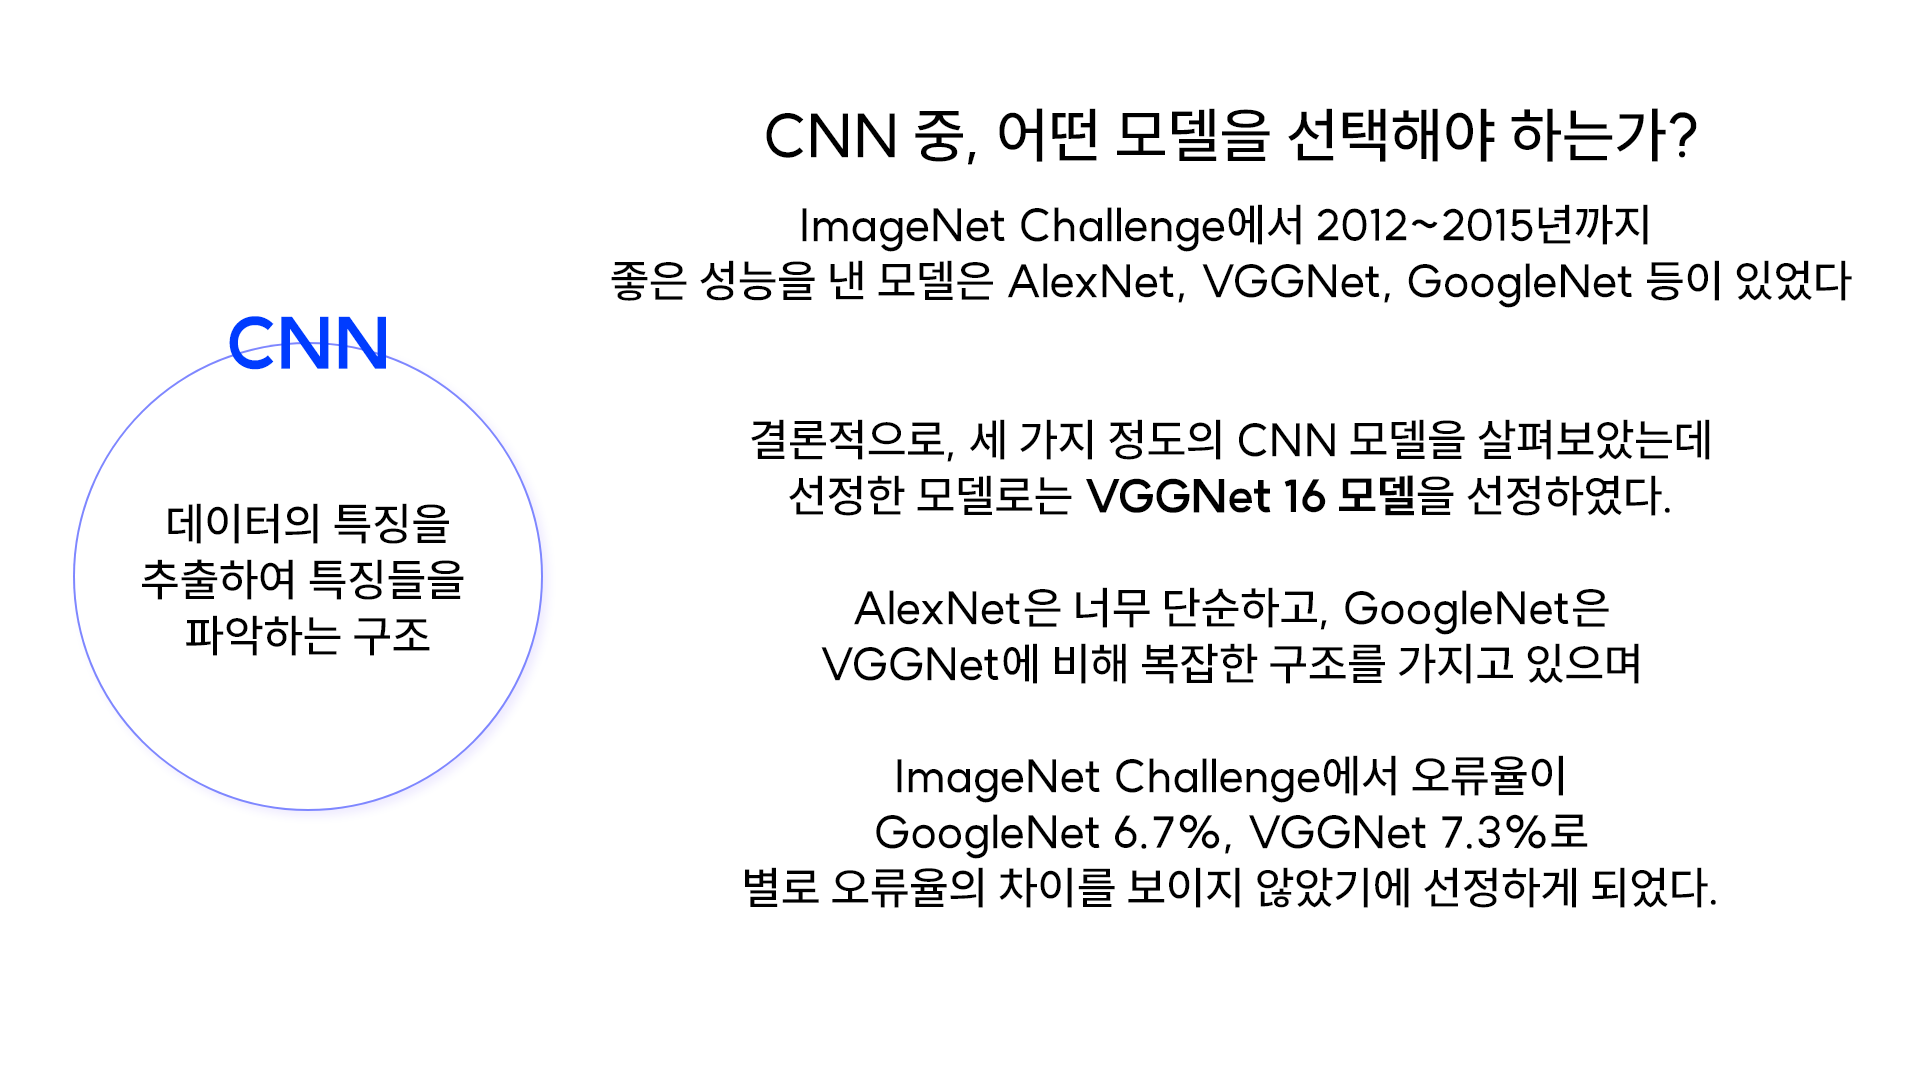 CNN
데이터의 특징을
추출하여 특징들을
파악하는 구조
CNN 중, 어떤 모델을 선택해야 하는가?
ImageNet Challenge에서 2012~2015년까지
좋은 성능을 낸 모델은 AlexNet, VGGNet, GoogleNet 등이 있었다
결론적으로, 세 가지 정도의 CNN 모델을 살펴보았는데
선정한 모델로는 VGGNet 16 모델을 선정하였다.
AlexNet은 너무 단순하고, GoogleNet은
VGGNet에 비해 복잡한 구조를 가지고 있으며
ImageNet Challenge에서 오류율이
GoogleNet 6.7%, VGGNet 7.3%로
별로 오류율의 차이를 보이지 않았기에 선정하게 되었다.